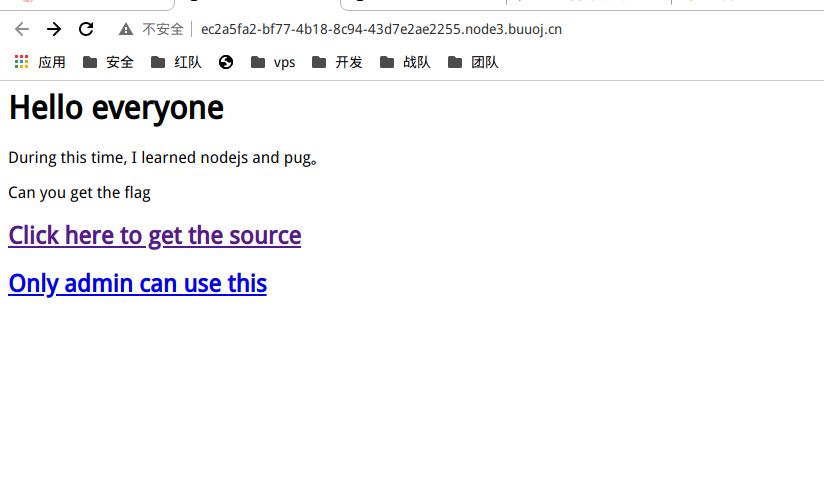 不安全 ec2a5fa2-bf77-4b18-8c94-43d7e2ae2255.node3.buuoj.cn
应用 安全 红队 vps 开发 战队 团队
Hello everyone
During this time, I learned nodejs and pug。
Can you get the flag
Click here to get the source
Only admin can use this